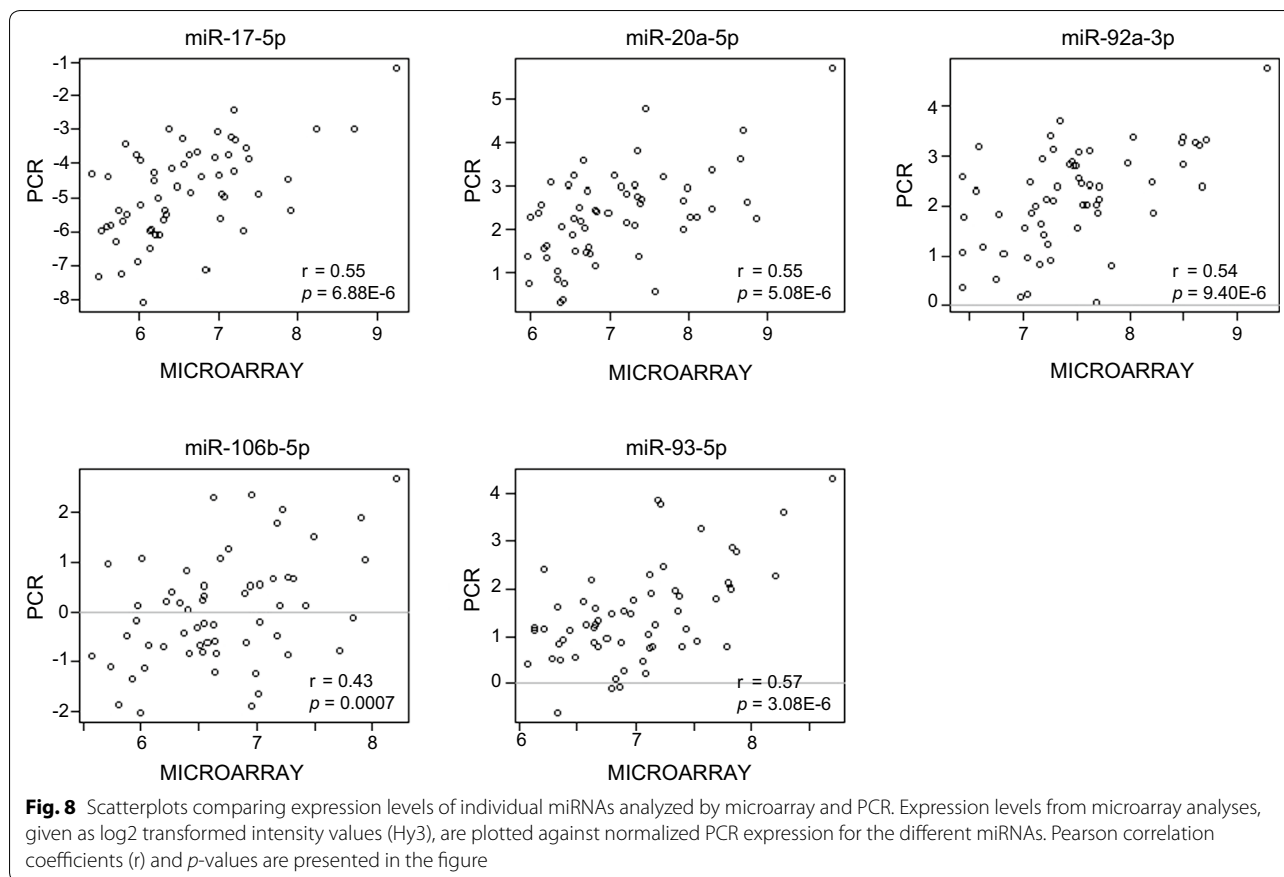 miR-17-5p
-1
-2
-3
-4
-5
-6
-7
-8
PCR
6 7 8 9
MICROARRAY
r = 0.55
p = 6.88E-6
miR-20a-5p
5
4
3
2
1
PCR
6 7 8 9
MICROARRAY
r = 0.55
p = 5.08E-6
miR-92a-3p
4
3
2
1
0
PCR
7 8 9
MICROARRAY
r = 0.54
p = 9.40E-6
miR-106b-5p
2
1
0
-1
-2
PCR
6 7 8
MICROARRAY
r = 0.43
p = 0.0007
miR-93-5p
4
3
2
1
0
PCR
6 7 8
MICROARRAY
r = 0.57
p = 3.08E-6
Fig. 8 Scatterplots comparing expression levels of individual miRNAs analyzed by microarray and PCR. Expression levels from microarray analyses,
given as log2 transformed intensity values (Hy3), are plotted against normalized PCR expression for the different miRNAs. Pearson correlation
coefficients (r) and p-values are presented in the figure